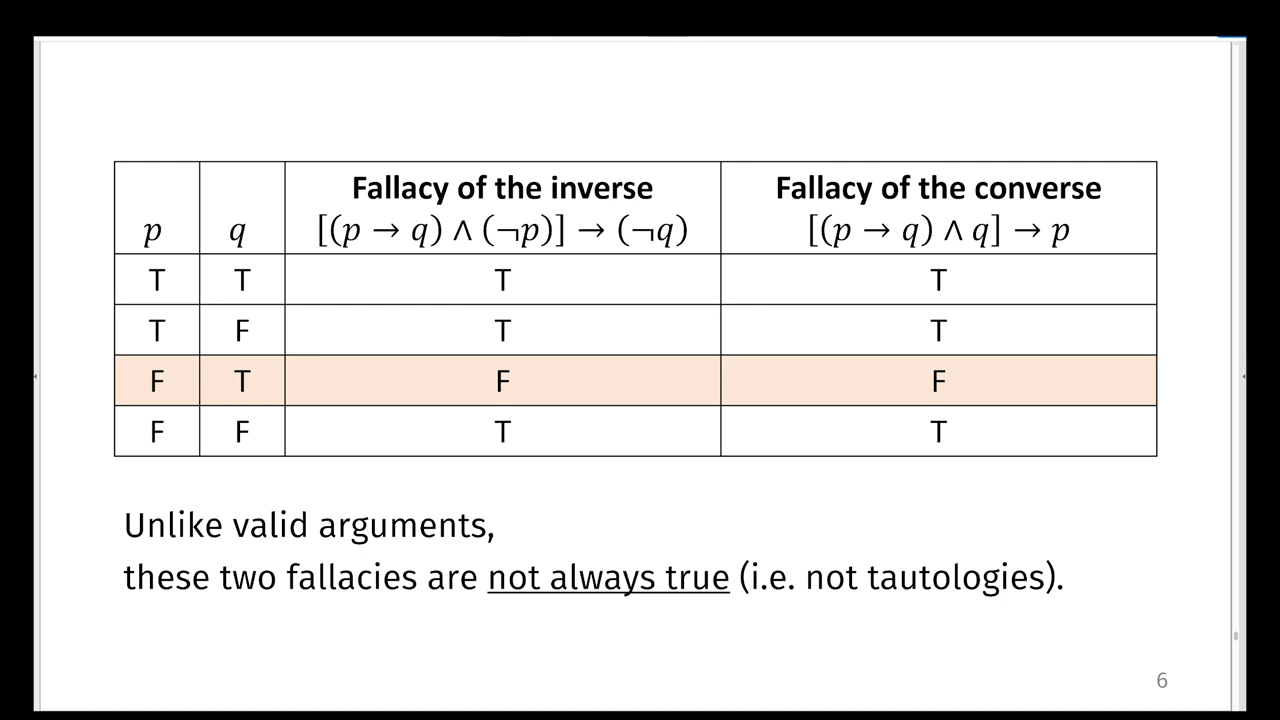 Fallacy of the inverse Fallacy of the converse
p q [(p → q) ∧ (¬p)] → (¬q) [(p → q) ∧ q] → p
T T T T
T F T T
F T F F
F F T T
Unlike valid arguments,
these two fallacies are not always true (i.e. not tautologies).
6